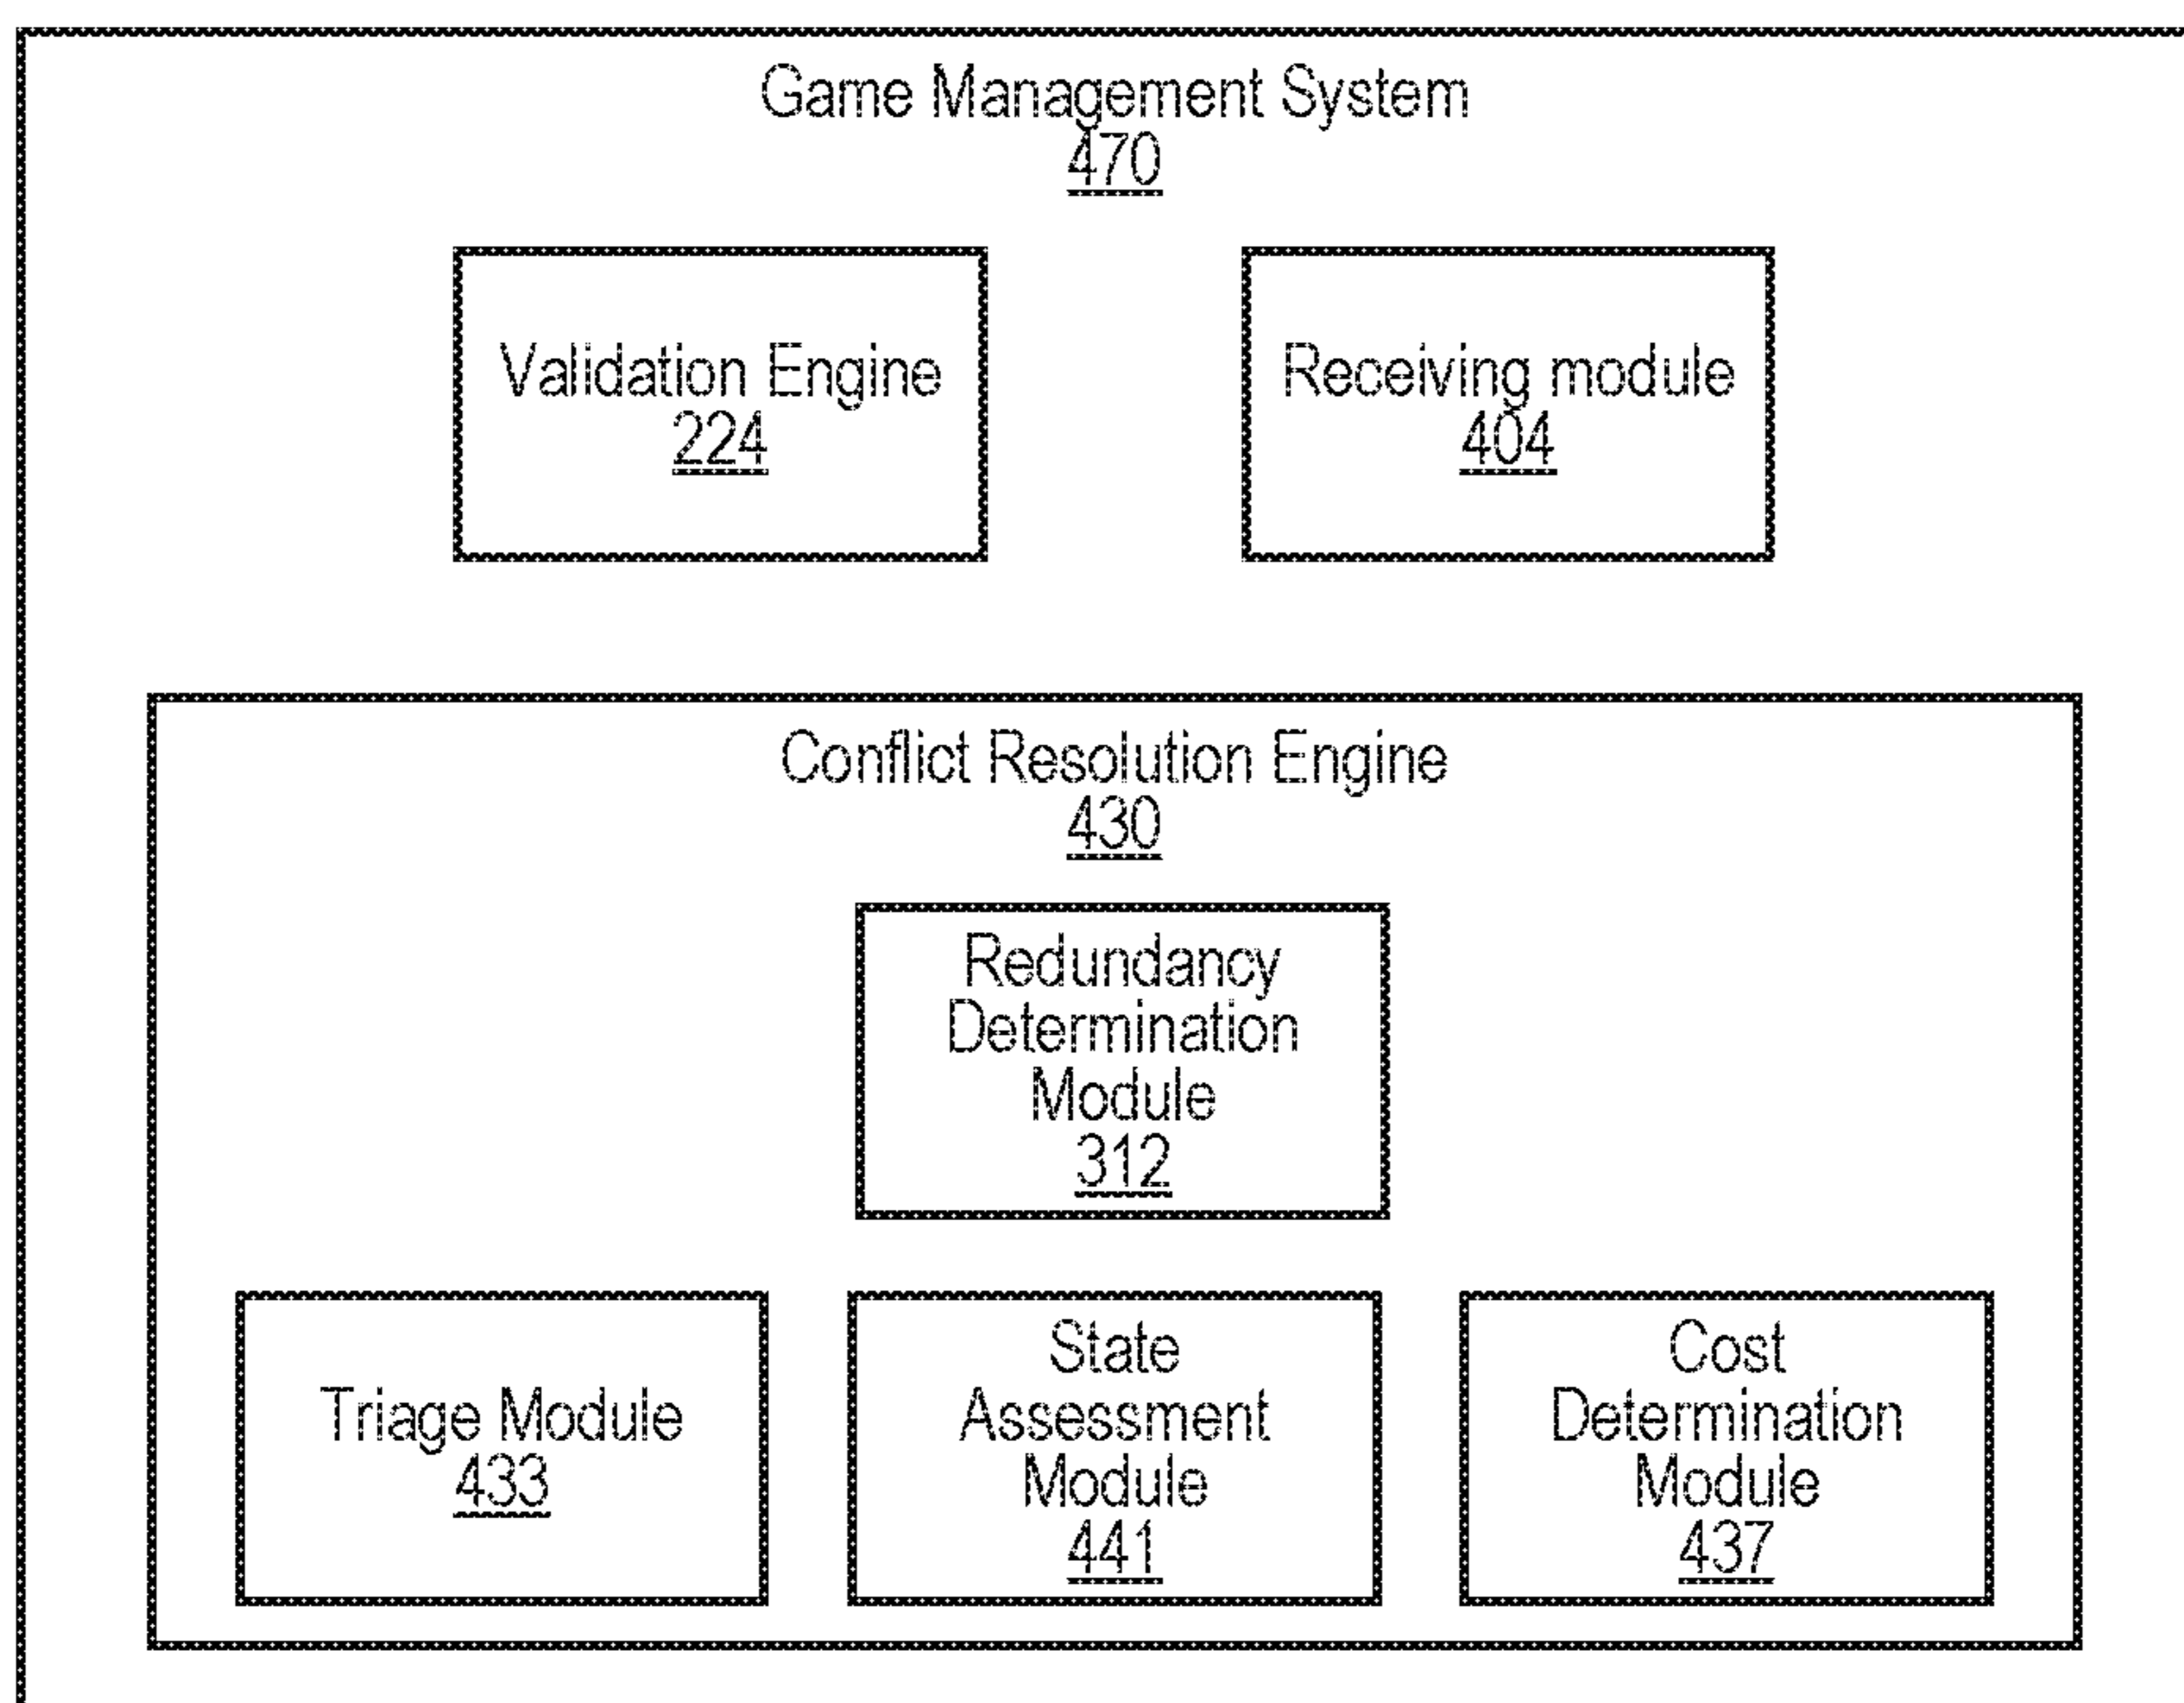 Game Management System
470
Validation Engine
224
Receiving module
404
Conflict Resolution Engine
430
Redundancy
Determination
Module
312
Triage Module
433
State
Assessment
Module
441
Cost
Determination
Module
437